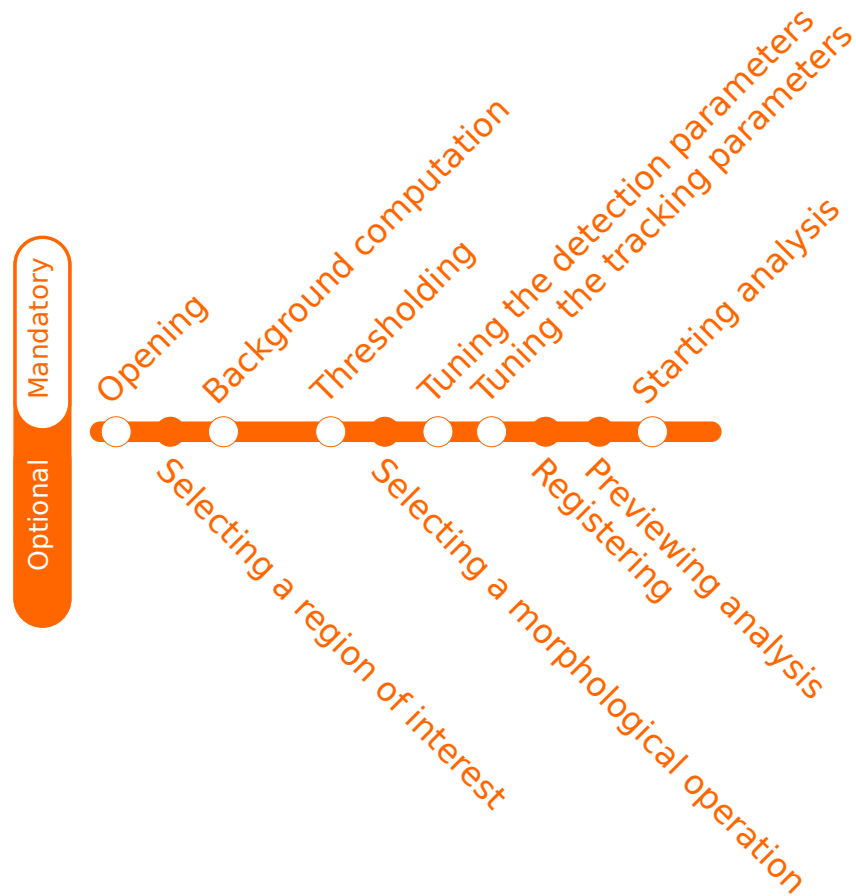 Mandatory
Optional
Opening
Background computation
Thresholding
Tuning the detection parameters
Tuning the tracking parameters
Starting analysis
Selecting a region of interest
Selecting a morphological operation
Registering
Previewing analysis